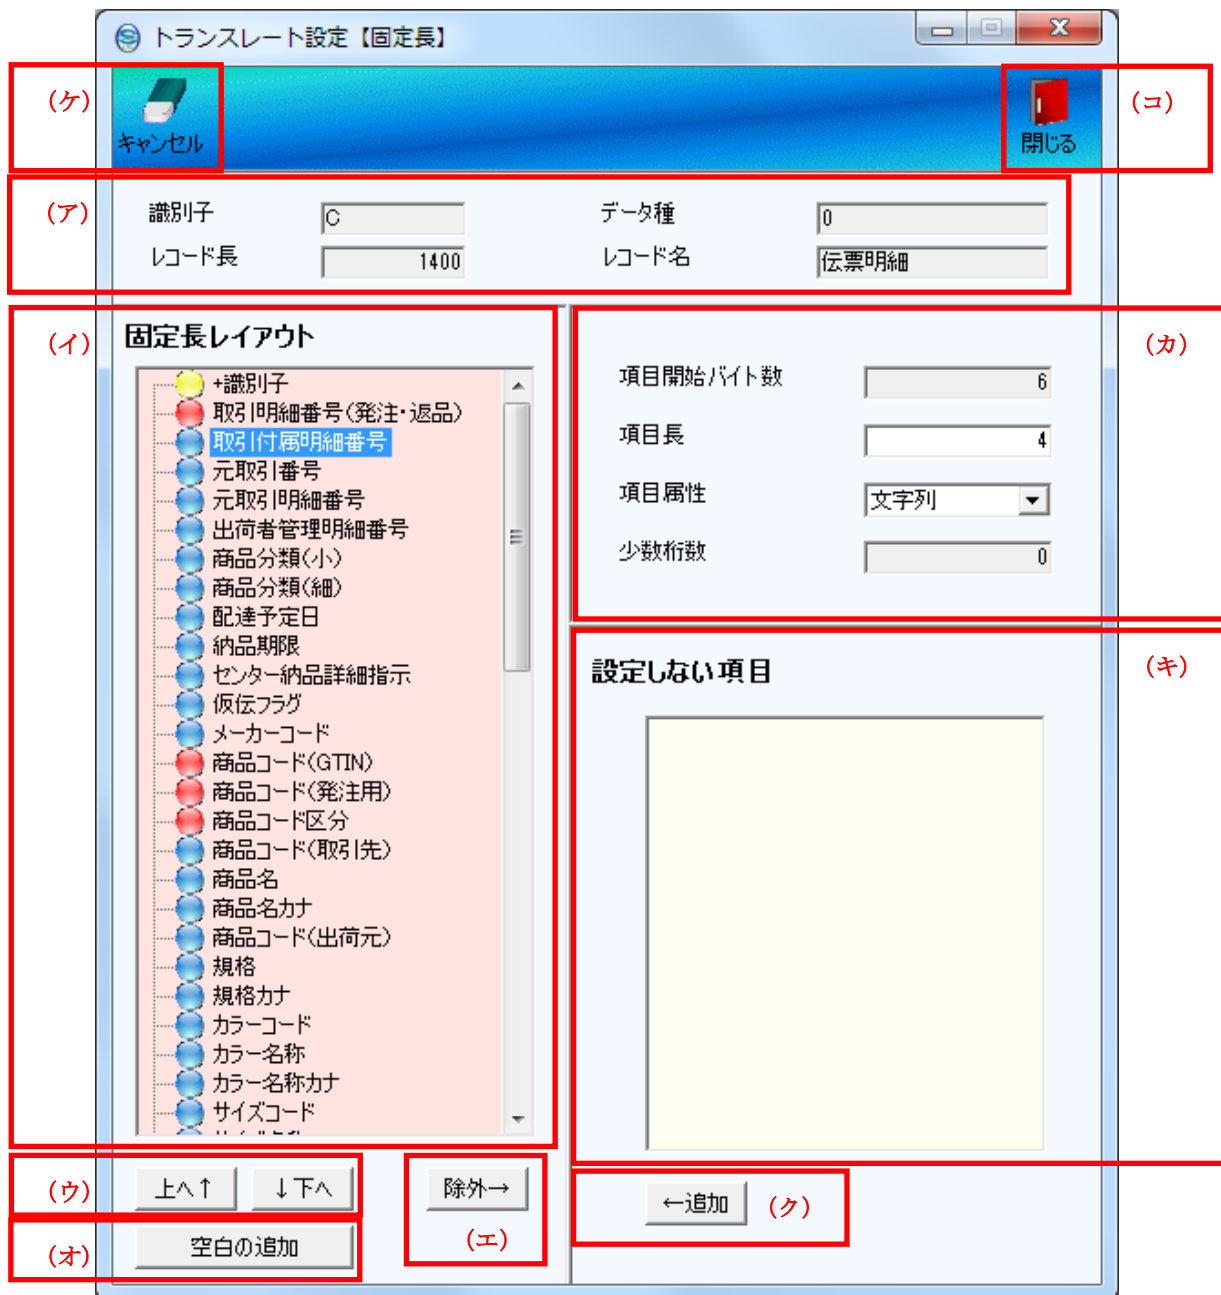 トランスレート設定【固定長】
(ケ)
キャンセル
閉じる
(コ)
(ア)
識別子
C
データ種
0
レコード長
1400
レコード名
伝票明細
(イ)
固定長レイアウト
+識別子
取引明細番号(発注・返品)
取引付属明細番号
元取引番号
元取引明細番号
出荷者管理明細番号
商品分類(小)
商品分類(細)
配達予定日
納品期限
センター納品詳細指示
仮伝フラグ
メーカーコード
商品コード(GTIN)
商品コード(発注用)
商品コード区分
商品コード(取引先)
商品名
商品名カナ
商品コード(出荷元)
規格
規格カナ
カラーコード
カラー名称
カラー名称カナ
サイズコード
(カ)
項目開始バイト数
6
項目長
4
項目属性
文字列
少数桁数
0
(キ)
設定しない項目
(ウ)
上へ↑
↓下へ
除外→
(エ)
←追加
(ク)
(オ)
空白の追加